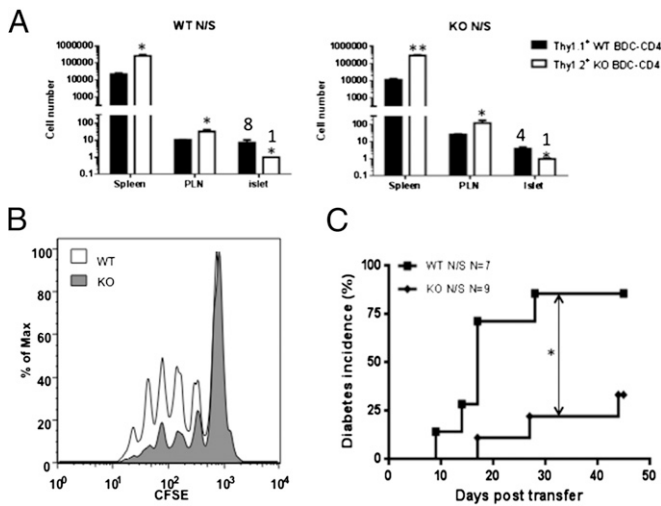 A
WT N/S
KO N/S
Thy1.1+ WT BDC-CD4
Thy1 2+ KO BDC-CD4
Cell number
1000000
100000
10000
1000
100
10
1
0.1
*
*
8
1
*
Spleen
PLN
islet
Cell number
1000000
100000
10000
1000
100
10
1
0.1
**
*
4
1
*
Spleen
PLN
Islet
B
WT
KO
% of Max
100
80
60
40
20
0
10^0
10^1
10^2
10^3
10^4
CFSE
C
WT N/S N=7
KO N/S N=9
Diabetes incidence (%)
100
75
50
25
0
*
0
10
20
30
40
50
Days post transfer